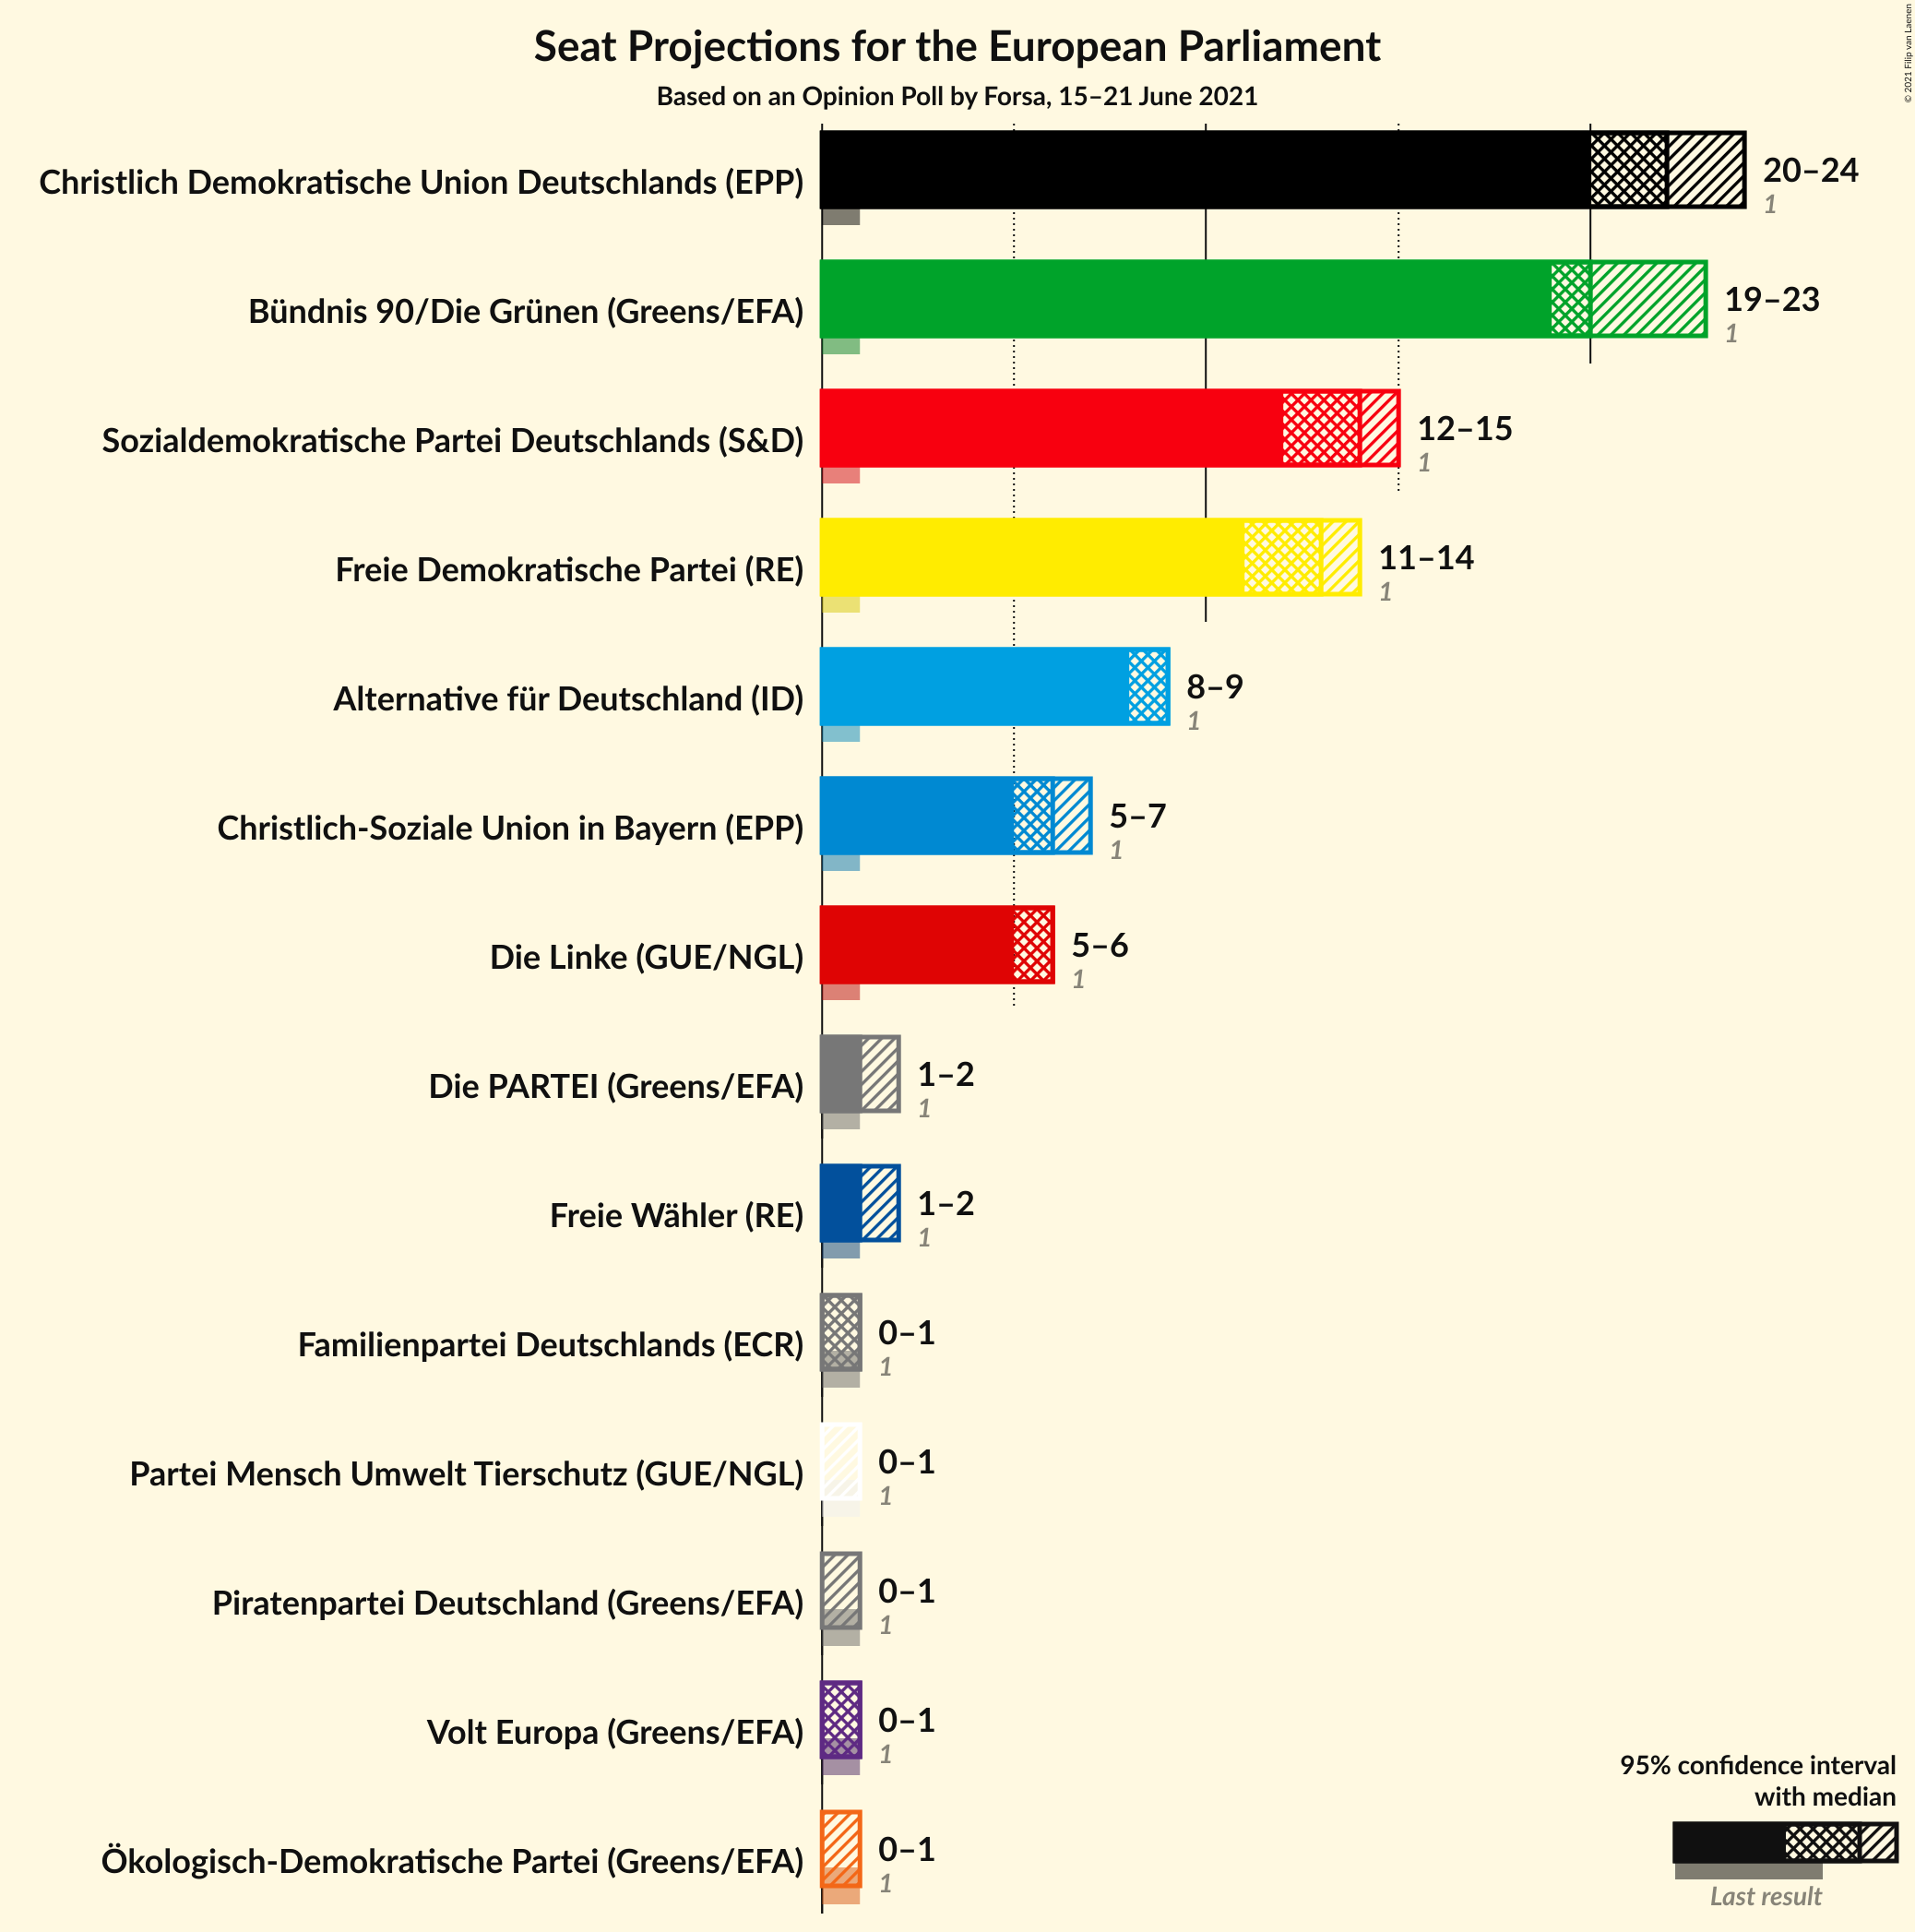 Seat Projections for the European Parliament
Based on an Opinion Poll by Forsa, 15–21 June 2021
© 2021 Filip van Laenen
Christlich Demokratische Union Deutschlands (EPP)
20–24
1
Bündnis 90/Die Grünen (Greens/EFA)
19–23
1
Sozialdemokratische Partei Deutschlands (S&D)
12–15
1
Freie Demokratische Partei (RE)
11–14
1
Alternative für Deutschland (ID)
8–9
1
Christlich-Soziale Union in Bayern (EPP)
5–7
1
Die Linke (GUE/NGL)
5–6
1
Die PARTEI (Greens/EFA)
1–2
1
Freie Wähler (RE)
1–2
1
Familienpartei Deutschlands (ECR)
0–1
1
Partei Mensch Umwelt Tierschutz (GUE/NGL)
0–1
1
Piratenpartei Deutschland (Greens/EFA)
0–1
1
Volt Europa (Greens/EFA)
0–1
1
Ökologisch-Demokratische Partei (Greens/EFA)
0–1
1
95% confidence interval
with median
Last result